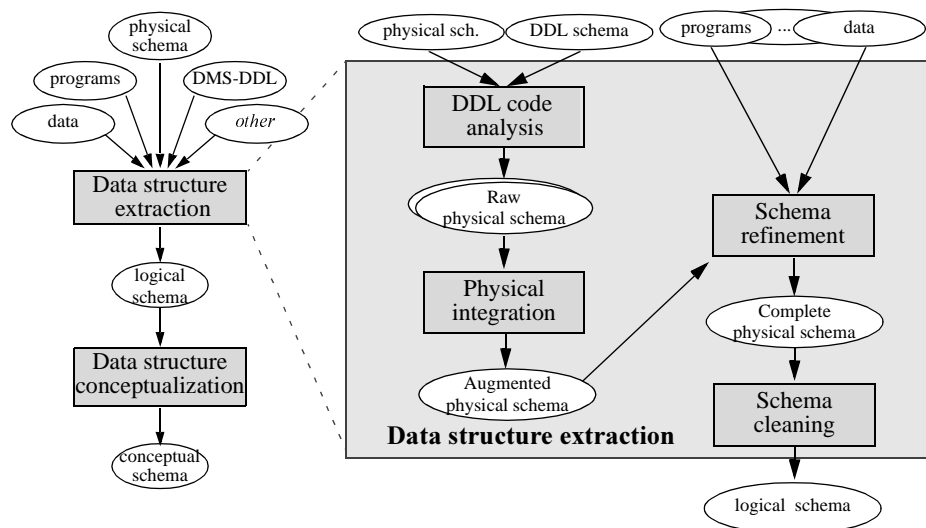 physical
schema
programs
DMS-DDL
data
other
Data structure
extraction
logical
schema
Data structure
conceptualization
conceptual
schema
physical sch.
DDL schema
programs
...
data
DDL code
analysis
Raw
physical schema
Physical
integration
Augmented
physical schema
Schema
refinement
Complete
physical schema
Schema
cleaning
Data structure extraction
logical schema